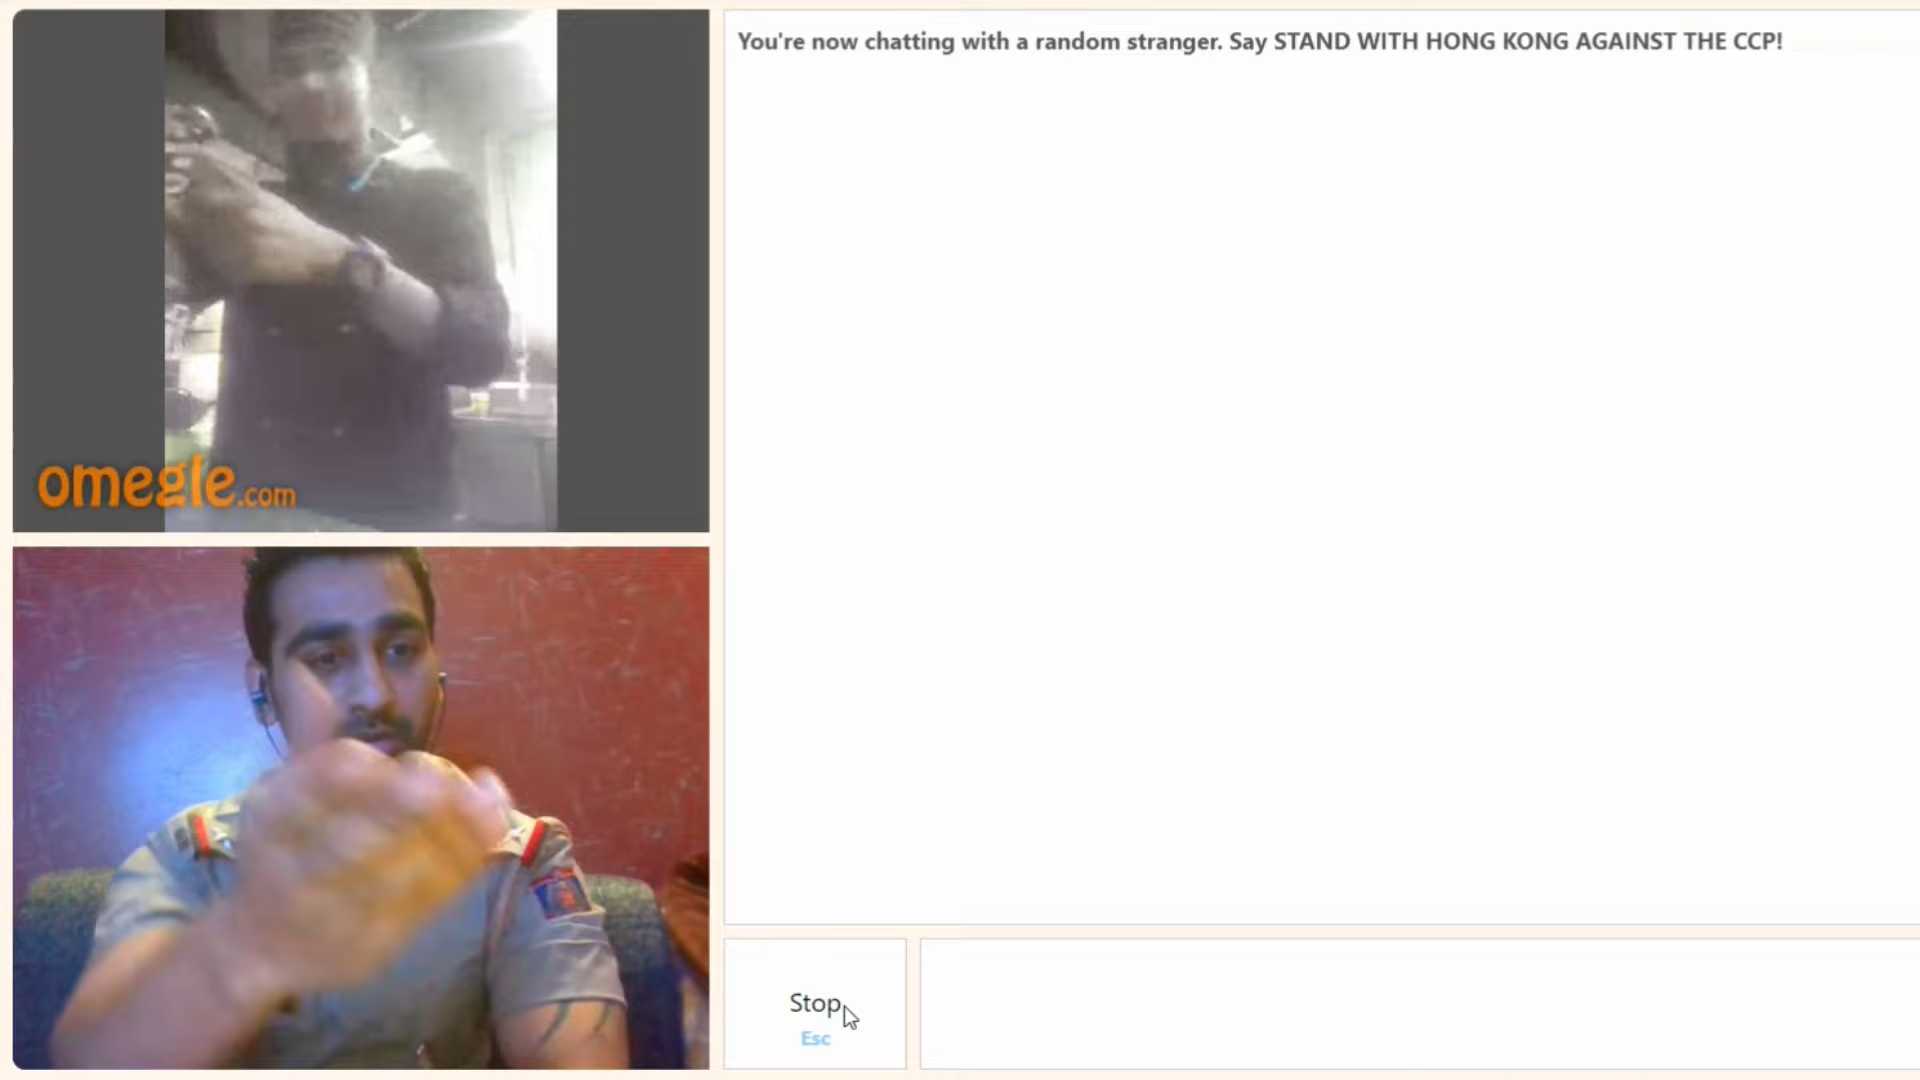 You're now chatting with a random stranger. Say STAND WITH HONG KONG AGAINST THE CCP!
omegle.com
Stop
Esc